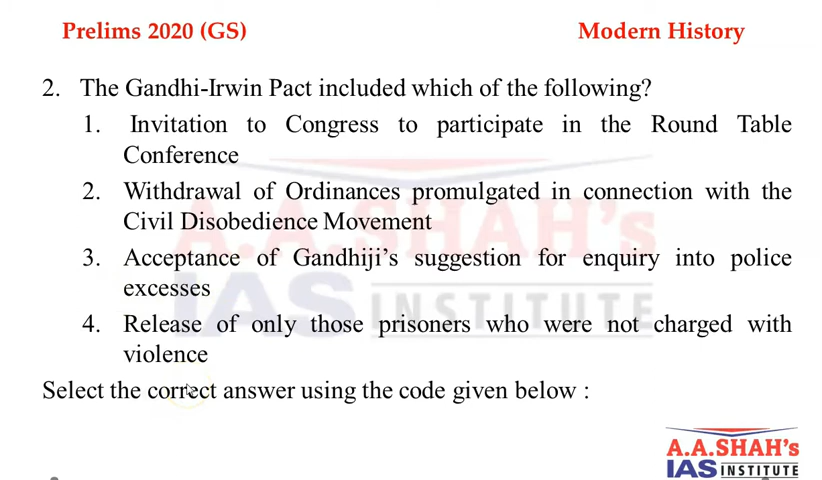 Prelims 2020 (GS) Modern History
2. The Gandhi-Irwin Pact included which of the following?
1. Invitation to Congress to participate in the Round Table
Conference
2. Withdrawal of Ordinances promulgated in connection with the
Civil Disobedience Movement
3. Acceptance of Gandhiji's suggestion for enquiry into police
excesses
4. Release of only those prisoners who were not charged with
violence
Select the correct answer using the code given below :
A.A.SHAH's
IAS INSTITUTE
A.A.SHAH's
IAS INSTITUTE